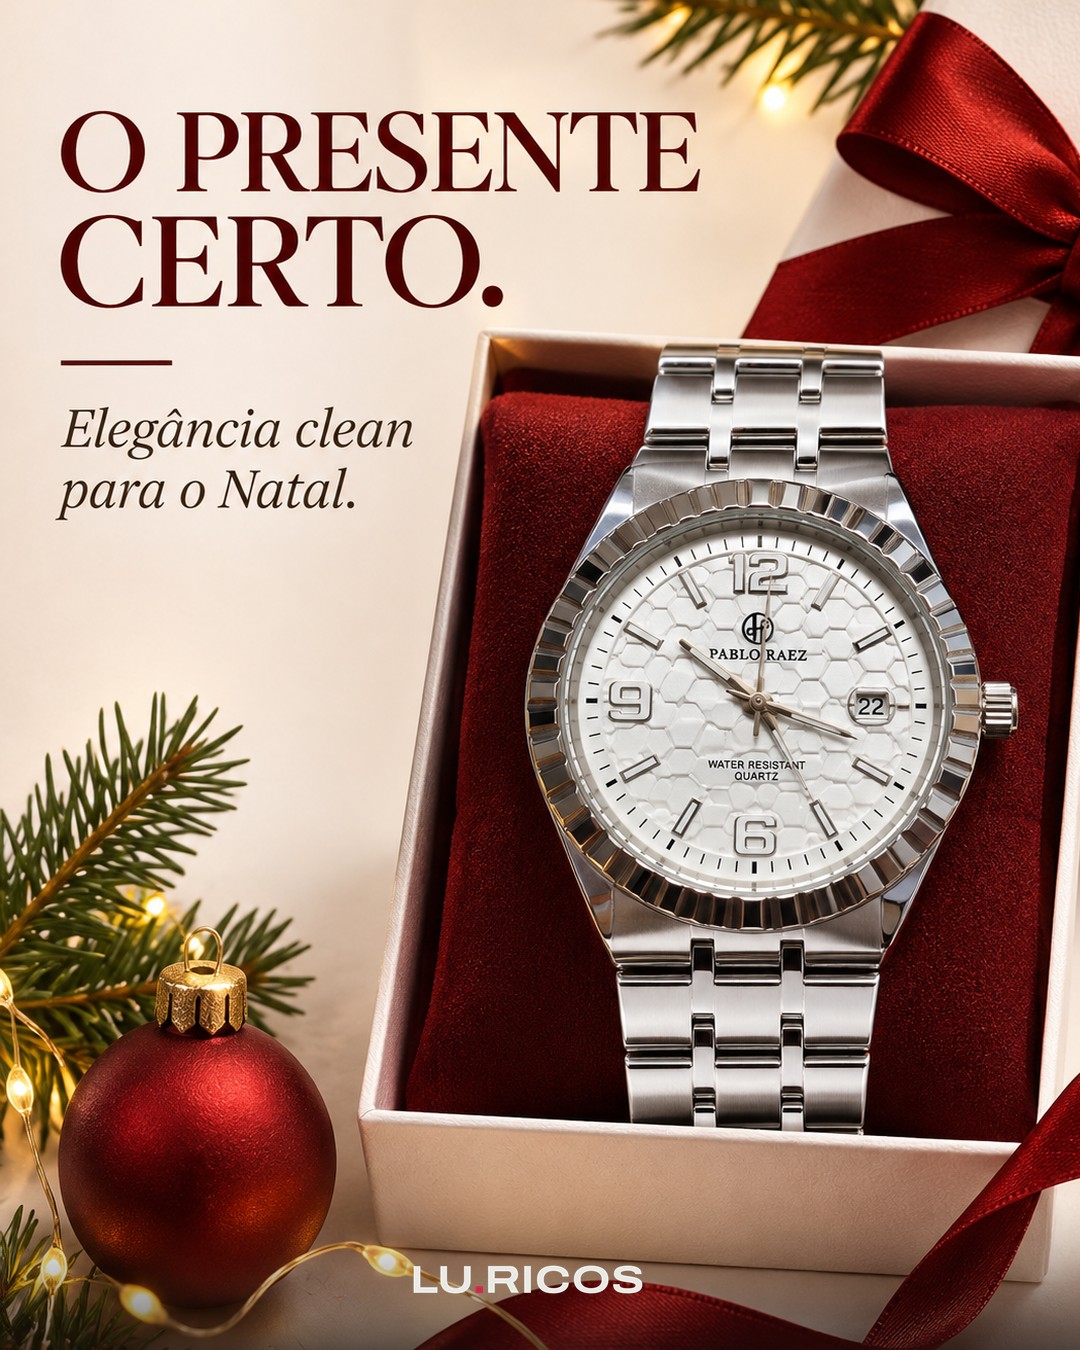 O PRESENTE
CERTO.
Elegância clean
para o Natal.
12
PABLO RAEZ
9
22
WATER RESISTANT
QUARTZ
6
LU.RICOS